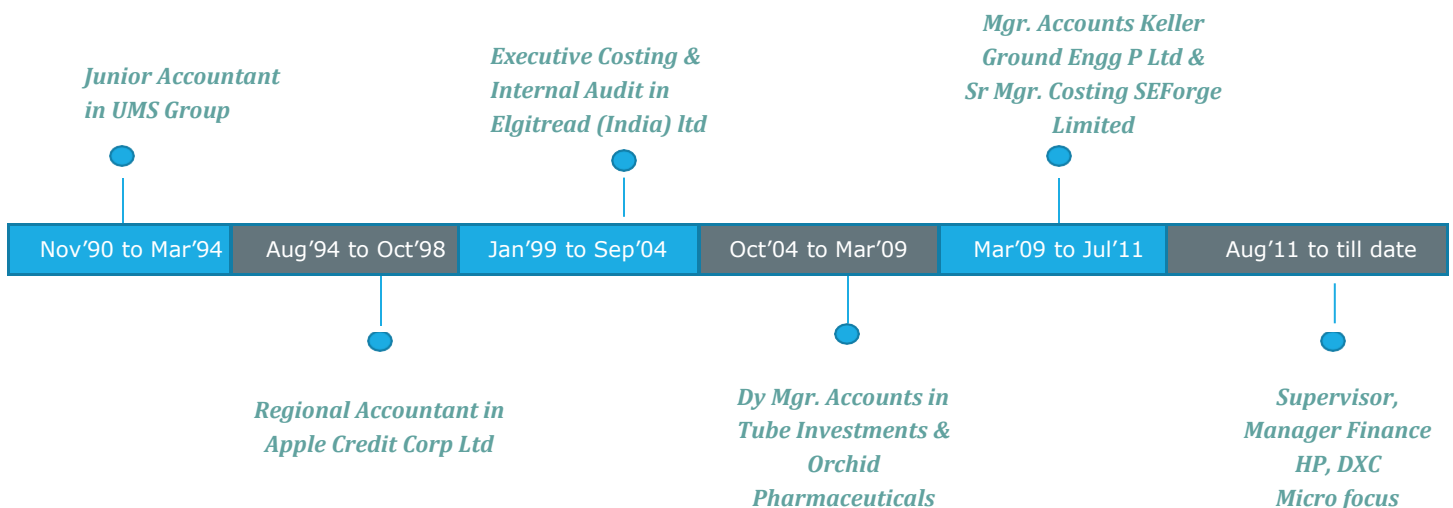 Junior Accountant
in UMS Group
Executive Costing &
Internal Audit in
Elgitread (India) ltd
Mgr. Accounts Keller
Ground Engg P Ltd &
Sr Mgr. Costing SEForge
Limited
Nov’90 to Mar’94
Aug’94 to Oct’98
Jan’99 to Sep’04
Oct’04 to Mar’09
Mar’09 to Jul’11
Aug’11 to till date
Regional Accountant in
Apple Credit Corp Ltd
Dy Mgr. Accounts in
Tube Investments &
Orchid
Pharmaceuticals
Supervisor,
Manager Finance
HP, DXC
Micro focus